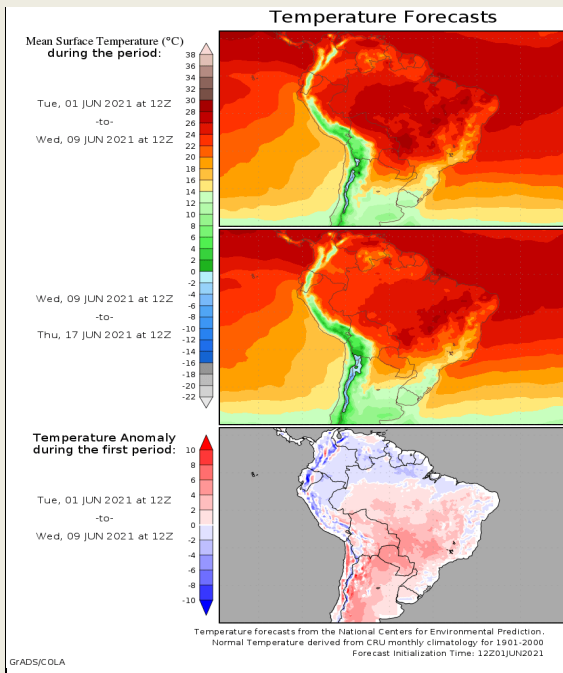 Temperature Forecasts
Mean Surface Temperature (°C)
during the period:
Tue, 01 JUN 2021 at 12Z
-to-
Wed, 09 JUN 2021 at 12Z
38
36
34
32
30
28
26
24
22
20
18
16
14
12
10
8
6
4
2
0
-2
-4
-6
-8
-10
-12
-14
-16
-18
-20
-22
Wed, 09 JUN 2021 at 12Z
-to-
Thu, 17 JUN 2021 at 12Z
Temperature Anomaly
during the first period:
Tue, 01 JUN 2021 at 12Z
-to-
Wed, 09 JUN 2021 at 12Z
10
8
6
4
2
0
-2
-4
-6
-8
-10
Temperature forecasts from the National Centers for Environmental Prediction.
Normal Temperature derived from CRU monthly climatology for 1901-2000
Forecast Initialization Time: 12Z01JUN2021
GrADS/COLA